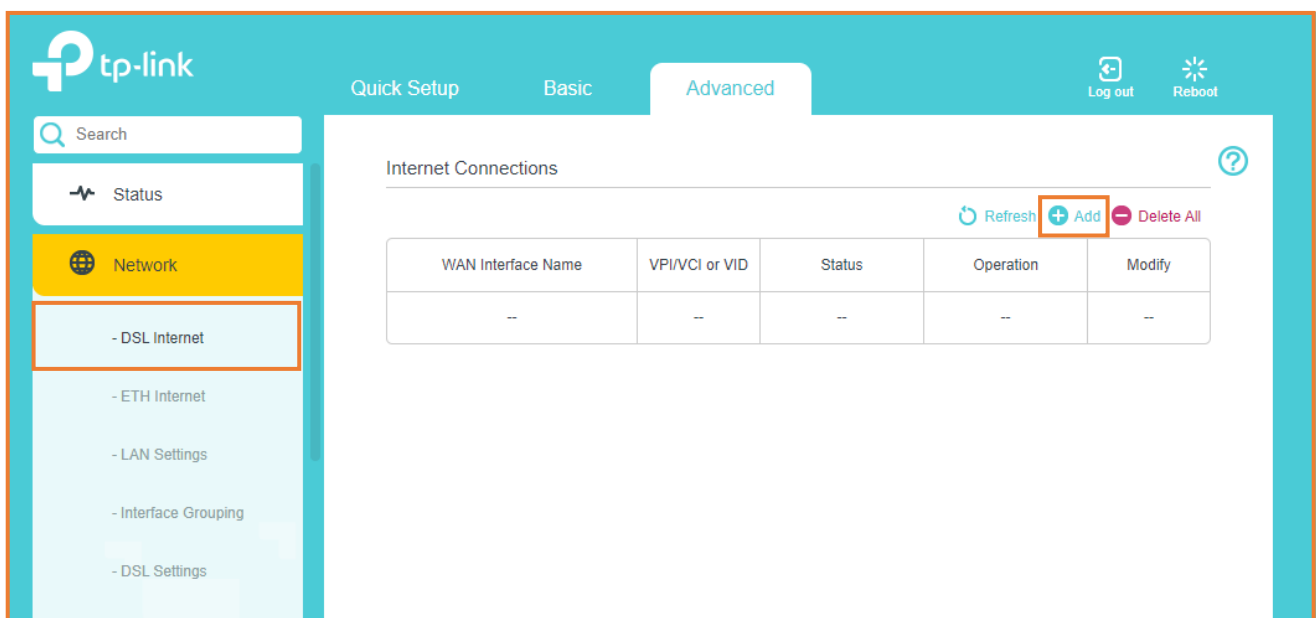 tp-link
Quick Setup Basic Advanced
Log out Reboot
Search
Status
Network
- DSL Internet
- ETH Internet
- LAN Settings
- Interface Grouping
- DSL Settings
Internet Connections
?
Refresh Add Delete All
WAN Interface Name VPI/VCI or VID Status Operation Modify
-- -- -- -- --